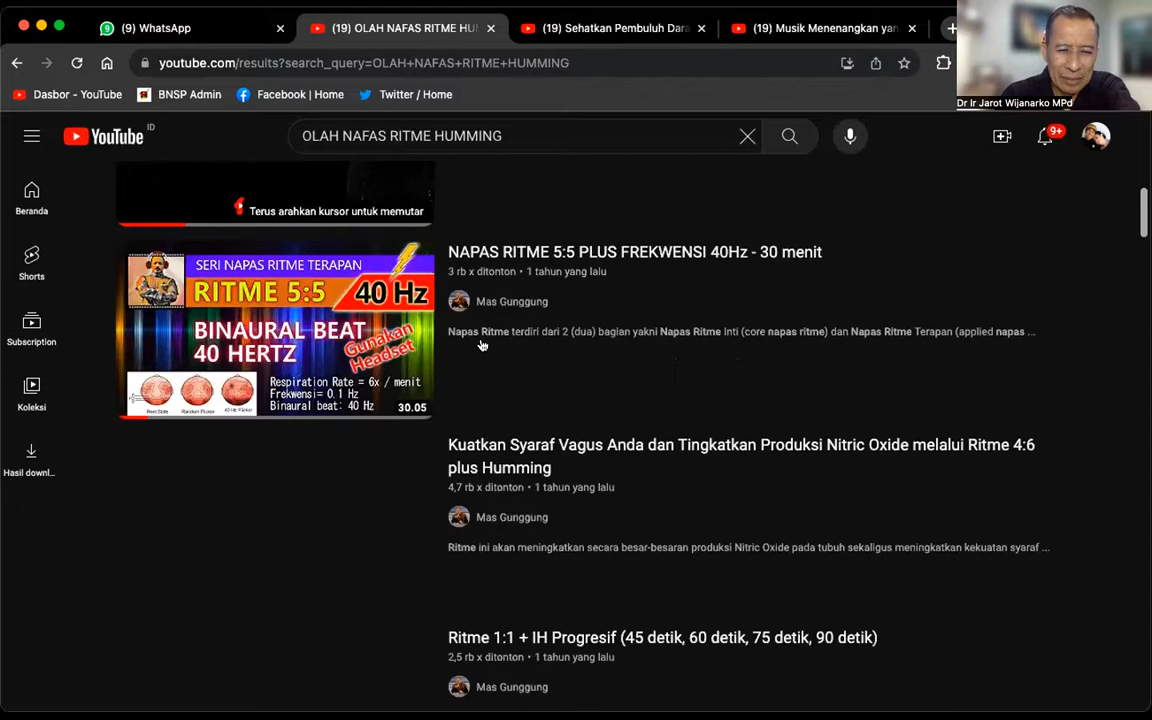 (9) WhatsApp
(19) OLAH NAFAS RITME HU
(19) Sehatkan Pembuluh Dara
(19) Musik Menenangkan yan
youtube.com/results?search_query=OLAH+NAFAS+RITME+HUMMING
Dasbor - YouTube
BNSP Admin
Facebook | Home
Twitter / Home
Dr Ir Jarot Wijanarko MPd
YouTube ID
OLAH NAFAS RITME HUMMING
9+
Beranda
Shorts
Subscription
Koleksi
Hasil downl...
Terus arahkan kursor untuk memutar
SERI NAPAS RITME TERAPAN
RITME 5:5
40 Hz
BINAURAL BEAT
40 HERTZ
Gunakan
Headset
Rest State
Random Flicker
40 Hz Flicker
Respiration Rate = 6x / menit
Frekwensi= 0.1 Hz
Binaural beat: 40 Hz
30.05
NAPAS RITME 5:5 PLUS FREKWENSI 40Hz - 30 menit
3 rb x ditonton • 1 tahun yang lalu
Mas Gunggung
Napas Ritme terdiri dari 2 (dua) bagian yakni Napas Ritme Inti (core napas ritme) dan Napas Ritme Terapan (applied napas ...
Kuatkan Syaraf Vagus Anda dan Tingkatkan Produksi Nitric Oxide melalui Ritme 4:6
plus Humming
4,7 rb x ditonton • 1 tahun yang lalu
Mas Gunggung
Ritme ini akan meningkatkan secara besar-besaran produksi Nitric Oxide pada tubuh sekaligus meningkatkan kekuatan syaraf ...
Ritme 1:1 + IH Progresif (45 detik, 60 detik, 75 detik, 90 detik)
2,5 rb x ditonton • 1 tahun yang lalu
Mas Gunggung